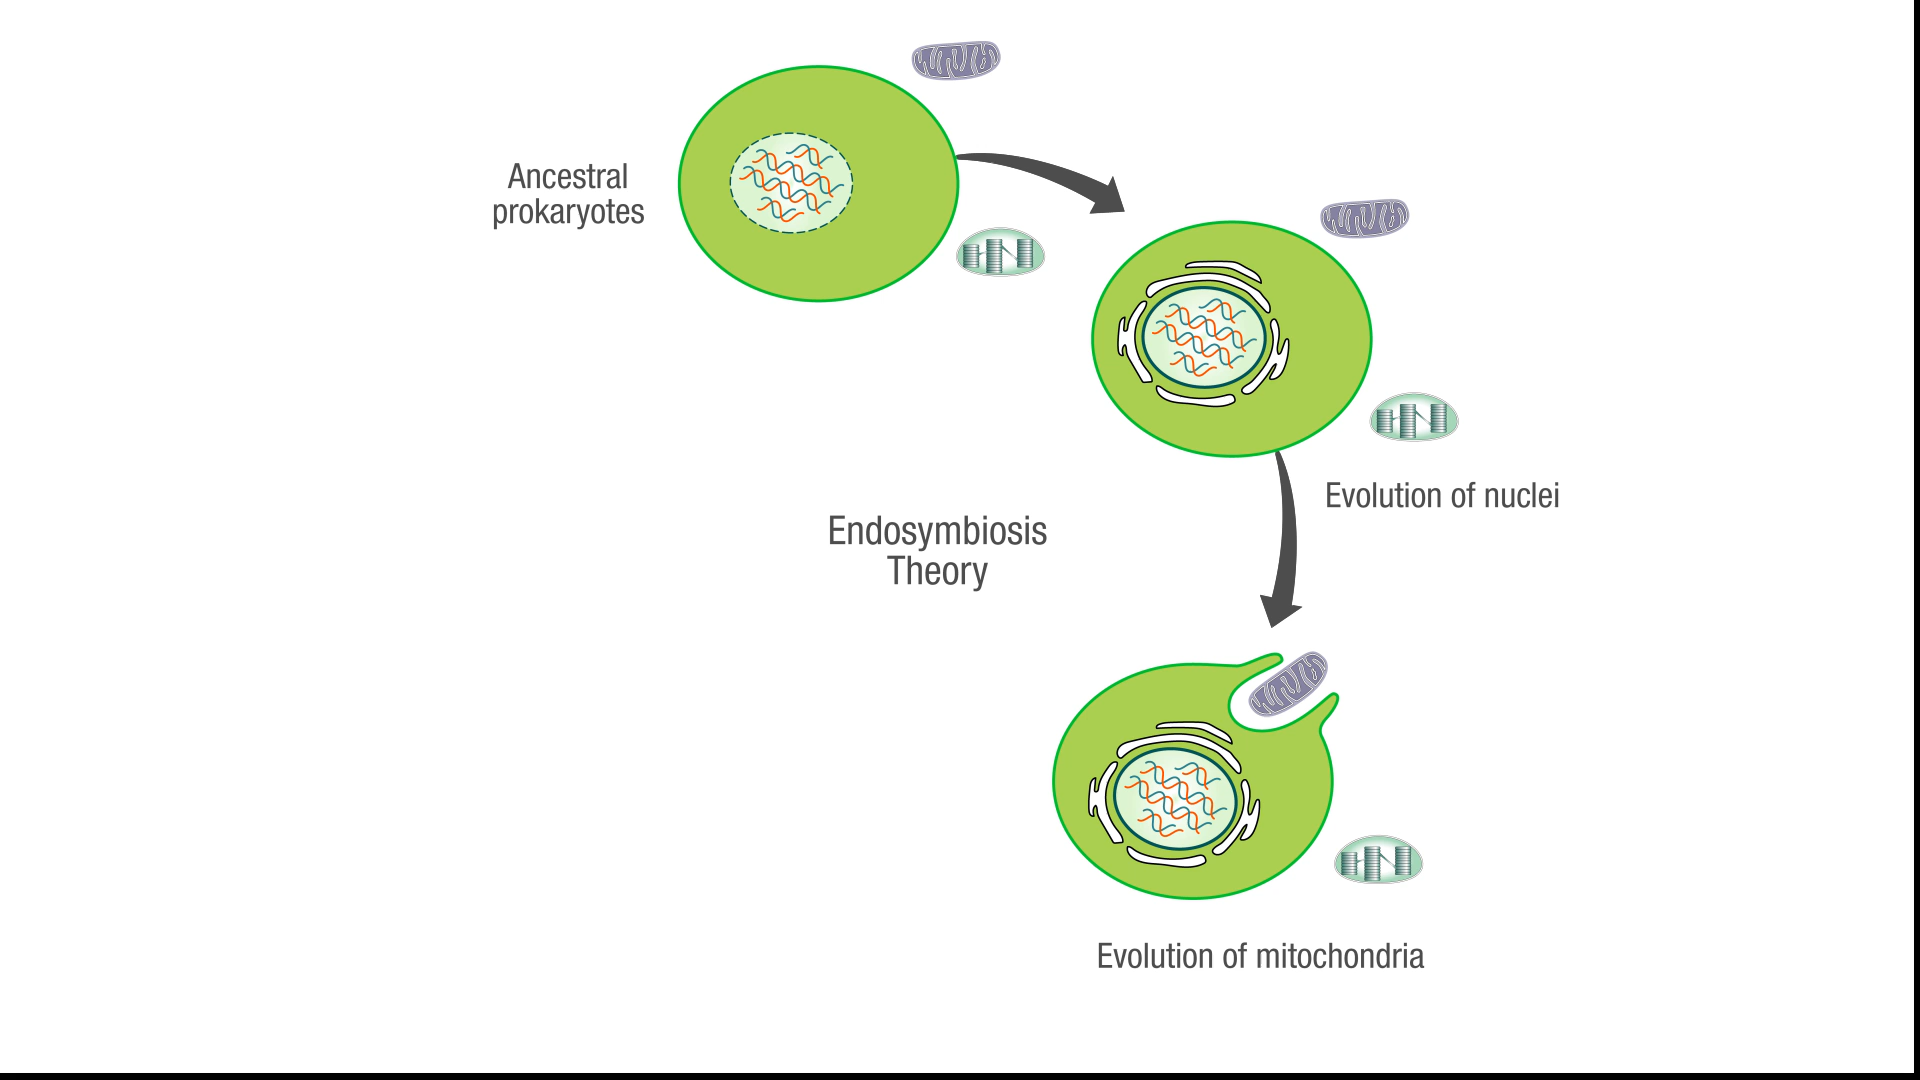 Ancestral
prokaryotes
Evolution of nuclei
Endosymbiosis
Theory
Evolution of mitochondria